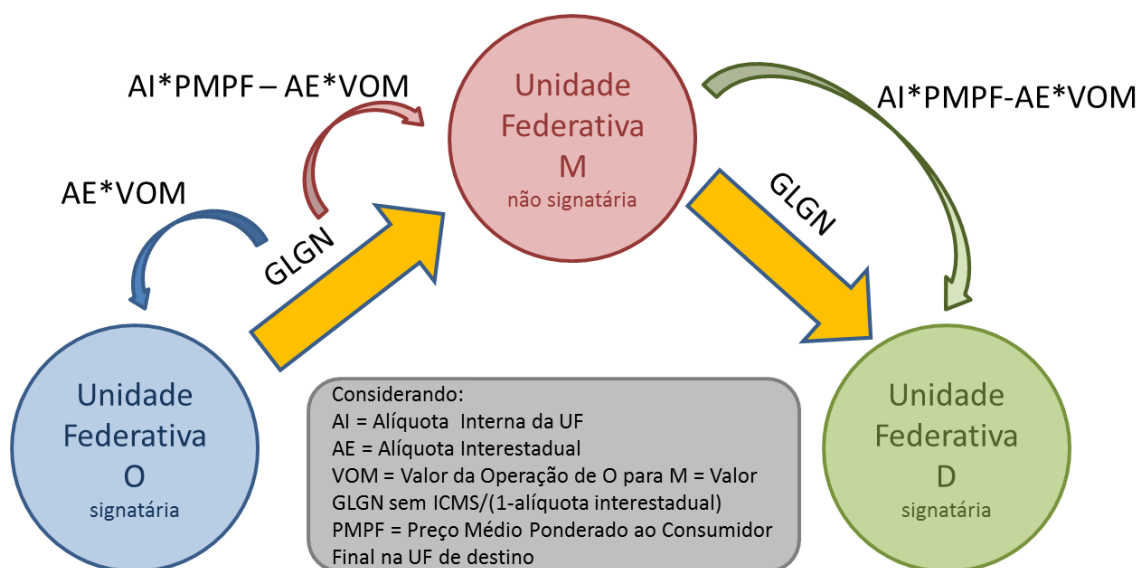 AI*PMPF – AE*VOM
AE*VOM
GLGN
Unidade
Federativa
M
não signatária
AI*PMPF-AE*VOM
GLGN
Unidade
Federativa
O
signatária
Considerando:
AI = Alíquota  Interna da UF
AE = Alíquota Interestadual
VOM = Valor da Operação de O para M = Valor
GLGN sem ICMS/(1-alíquota interestadual)
PMPF = Preço Médio Ponderado ao Consumidor
Final na UF de destino
Unidade
Federativa
D
signatária